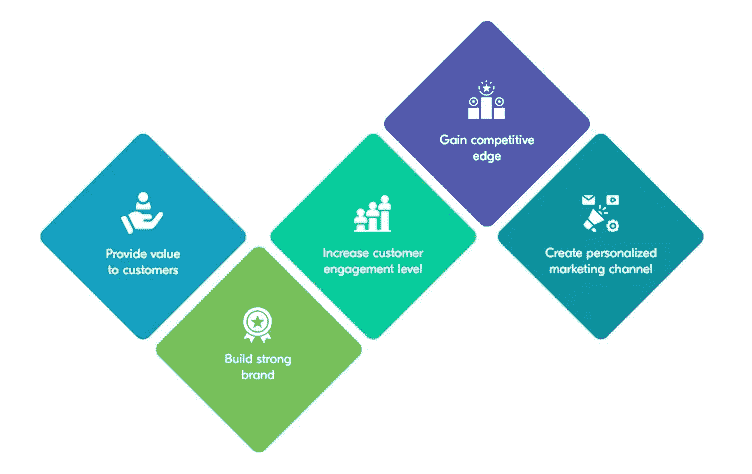 Gain competitive
edge
Provide value
to customers
Increase customer
engagement level
Create personalized
marketing channel
Build strong
brand